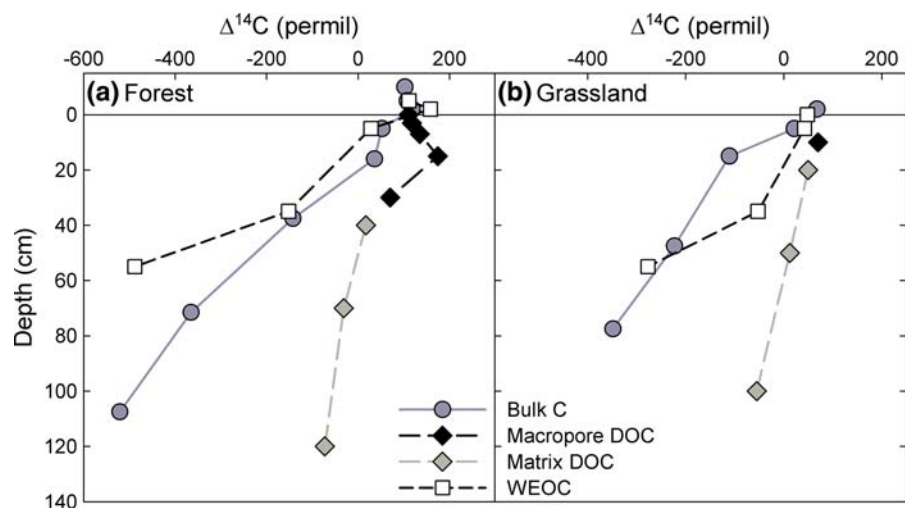 Δ¹⁴C (permil) Δ¹⁴C (permil)
-600 -400 -200 0 200 -400 -200 0 200
(a) Forest (b) Grassland
0
20
40
60
80
100
120
140
Depth (cm)
Bulk C
Macropore DOC
Matrix DOC
WEOC